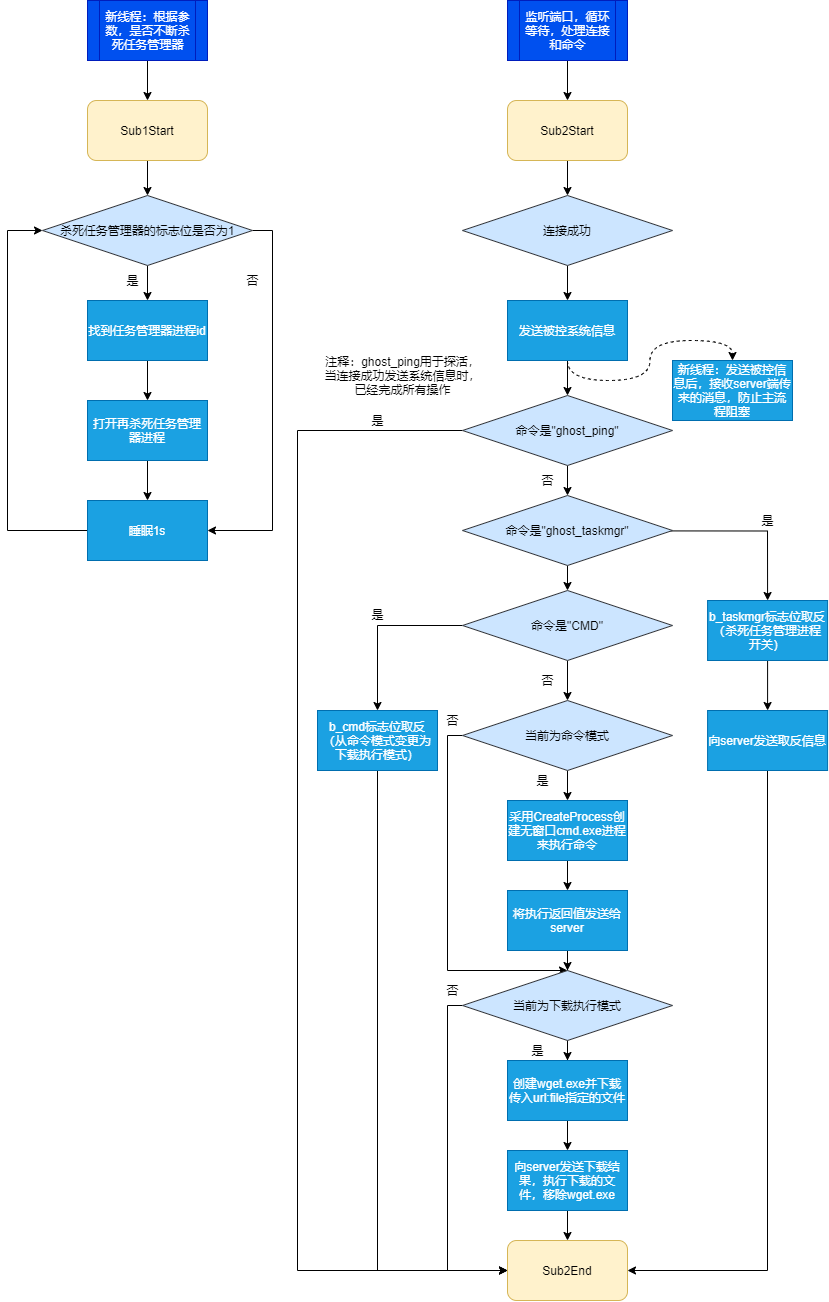 新线程：根据参
数，是否不断杀
死任务管理器
Sub1Start
杀死任务管理器的标志位是否为1
是
否
找到任务管理器进程id
打开再杀死任务管理
器进程
睡眠1s
监听端口，循环
等待，处理连接
和命令
Sub2Start
连接成功
发送被控系统信息
注释：ghost_ping用于探活，
当连接成功发送系统信息时，
已经完成所有操作
新线程：发送被控信
息后，接收server端传
来的消息，防止主流
程阻塞
是
命令是"ghost_ping"
否
命令是"ghost_taskmgr"
是
b_taskmgr标志位取反
（杀死任务管理进程
开关）
向server发送取反信息
命令是"CMD"
是
否
b_cmd标志位取反
（从命令模式变更为
下载执行模式）
否
当前为命令模式
是
采用CreateProcess创
建无窗口cmd.exe进程
来执行命令
将执行返回值发送给
server
否
当前为下载执行模式
是
创建wget.exe并下载
传入url:file指定的文件
向server发送下载结
果，执行下载的文
件，移除wget.exe
Sub2End